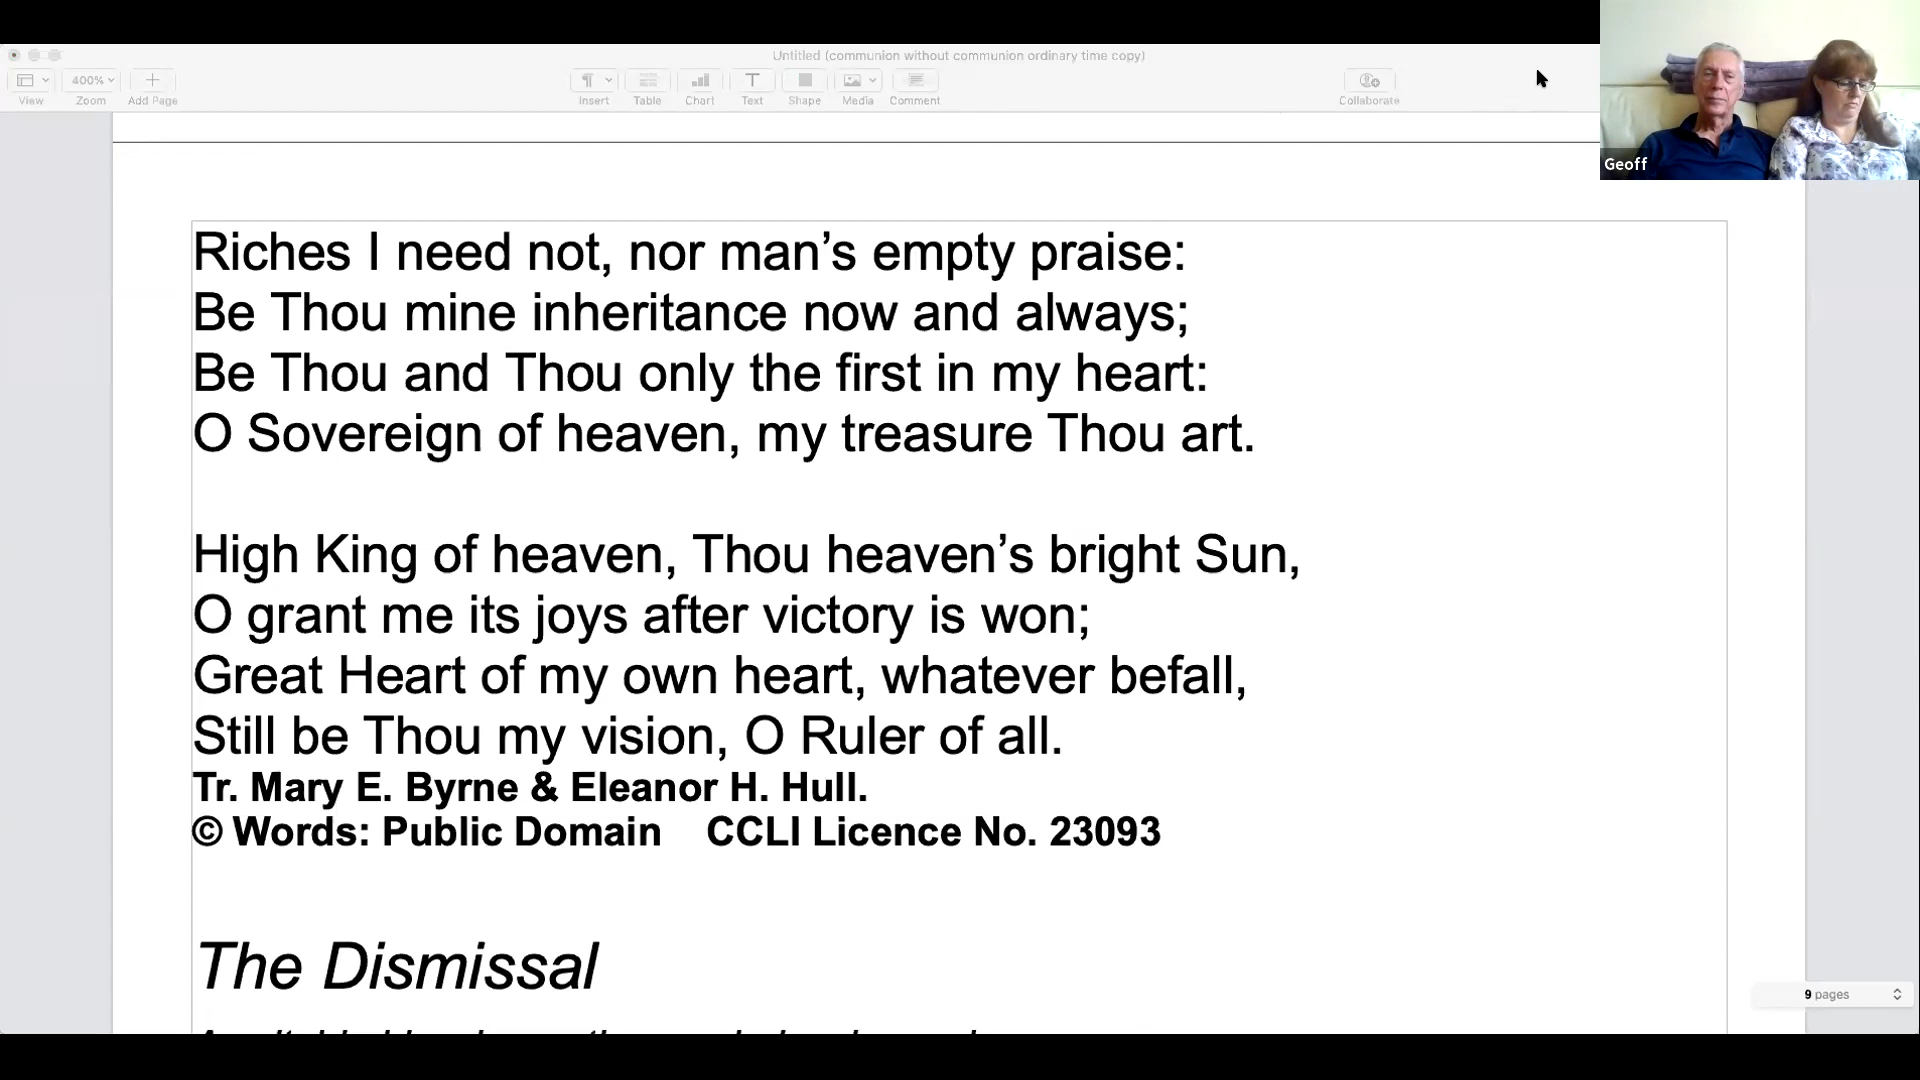 Untitled (communion without communion ordinary time copy)
400%
View
Zoom
Add Page
Insert
Table
Chart
Text
Shape
Media
Comment
Collaborate
Geoff
Riches I need not, nor man’s empty praise:
Be Thou mine inheritance now and always;
Be Thou and Thou only the first in my heart:
O Sovereign of heaven, my treasure Thou art.
High King of heaven, Thou heaven’s bright Sun,
O grant me its joys after victory is won;
Great Heart of my own heart, whatever befall,
Still be Thou my vision, O Ruler of all.
Tr. Mary E. Byrne & Eleanor H. Hull.
© Words: Public Domain CCLI Licence No. 23093
The Dismissal
9 pages